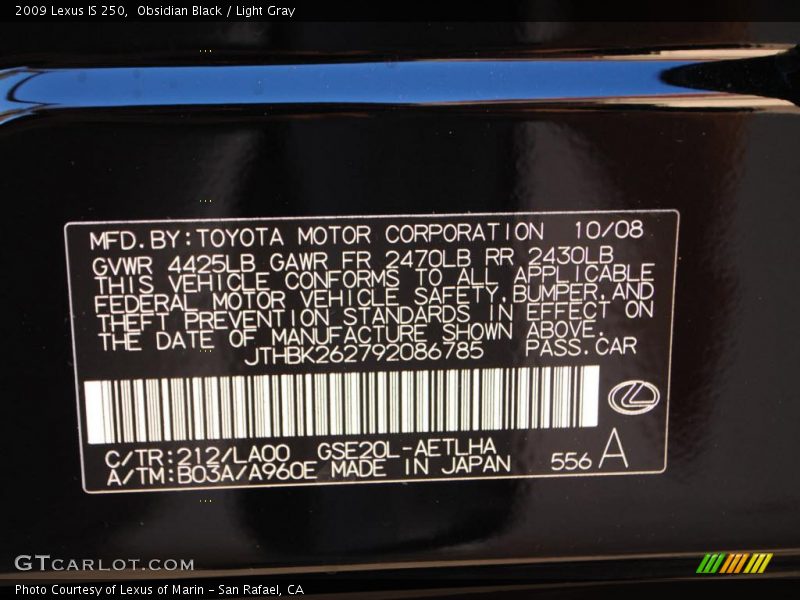 2009 Lexus IS 250,  Obsidian Black / Light Gray
MFD.BY:TOYOTA MOTOR CORPORATION 10/08
GVWR 4425LB GAWR FR 2470LB RR 2430LB
THIS VEHICLE CONFORMS TO ALL APPLICABLE
FEDERAL MOTOR VEHICLE SAFETY,BUMPER,AND
THEFT PREVENTION STANDARDS IN EFFECT ON
THE DATE OF MANUFACTURE SHOWN ABOVE.
JTHBK262792086785 PASS.CAR
C/TR:212/LA00 GSE20L-AETLHA
A/TM:B03A/A960E MADE IN JAPAN 556 A
GTCARLOT.COM
Photo Courtesy of Lexus of Marin - San Rafael, CA